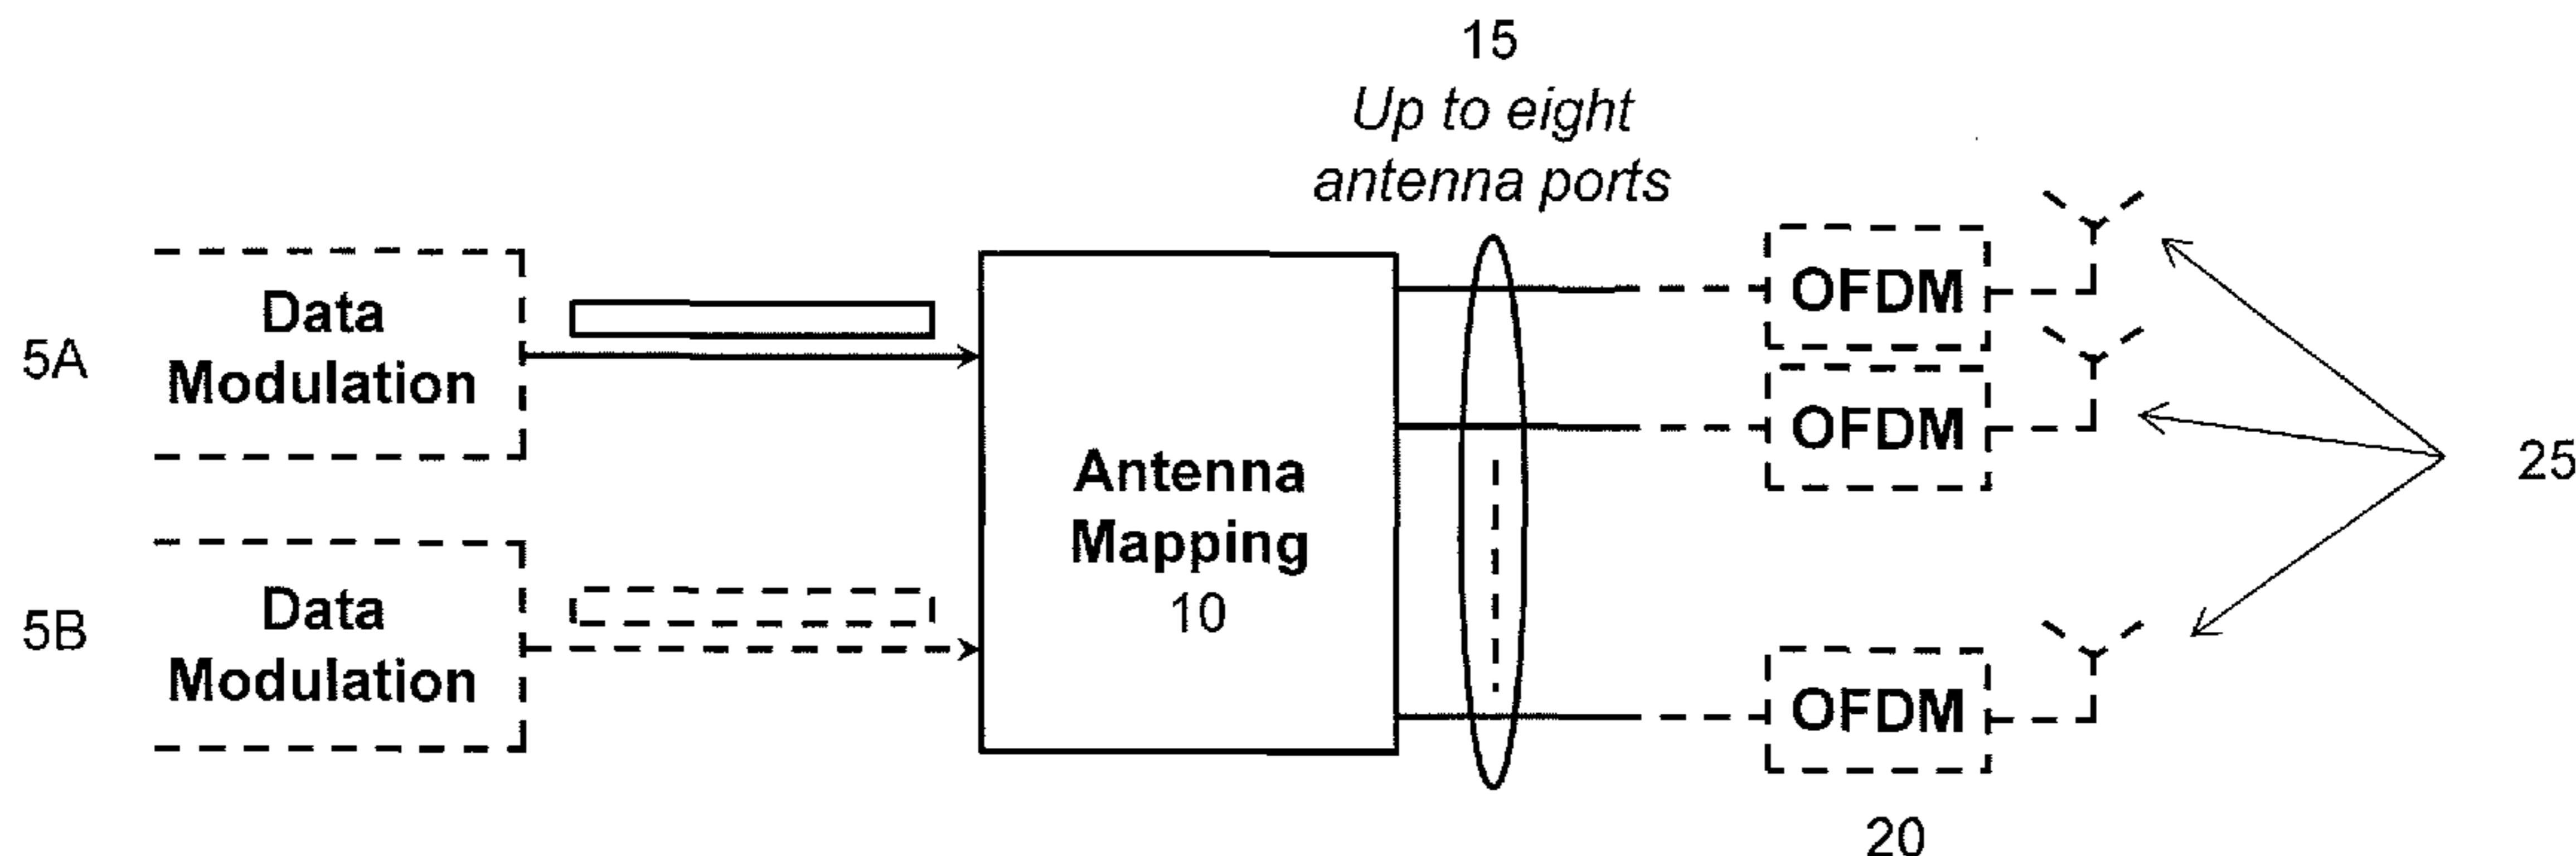 15
Up to eight
antenna ports
5A
Data
Modulation
5B
Data
Modulation
Antenna
Mapping
10
OFDM
OFDM
OFDM
20
25